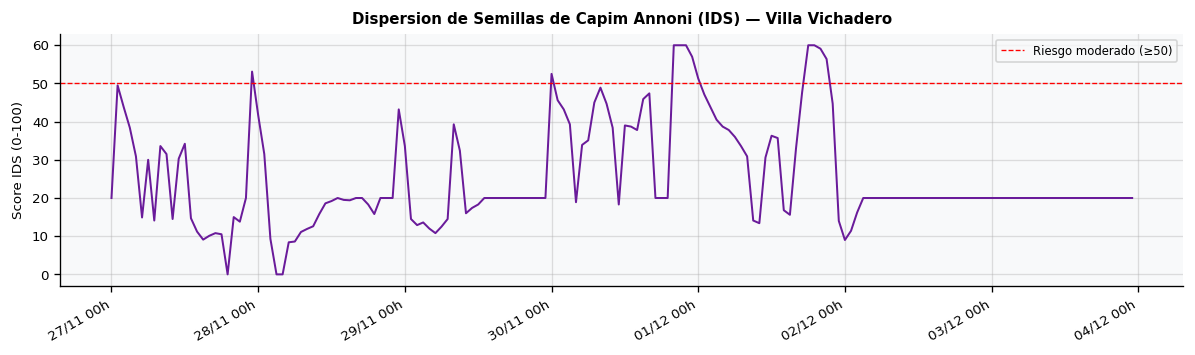 Dispersion de Semillas de Capim Annoni (IDS) — Villa Vichadero
Riesgo moderado (≥50)
Score IDS (0-100)
60
50
40
30
20
10
0
27/11 00h
28/11 00h
29/11 00h
30/11 00h
01/12 00h
02/12 00h
03/12 00h
04/12 00h